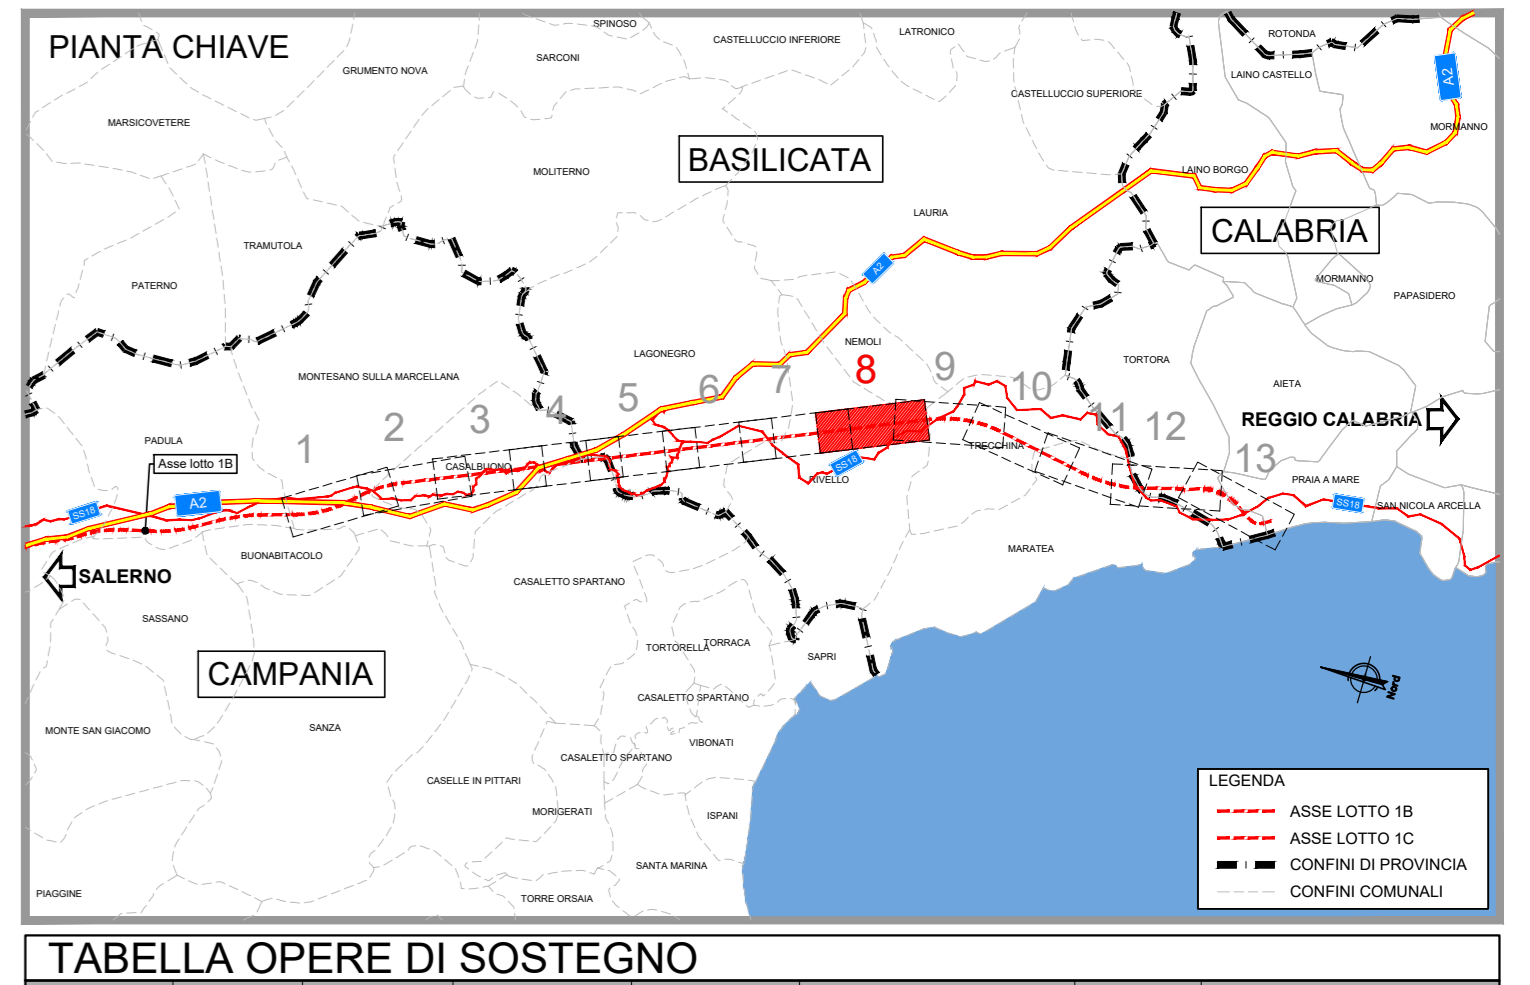 PIANTA CHIAVE
SPINOSO
CASTELLUCCIO INFERIORE
LATRONICO
ROTONDA
SARCONI
GRUMENTO NOVA
LAINO CASTELLO
A2
CASTELLUCCIO SUPERIORE
MARSICOVETERE
MORMANNO
BASILICATA
MOLITERNO
LAINO BORGO
LAURIA
CALABRIA
TRAMUTOLA
A2
MORMANNO
PATERNO
PAPASIDERO
NEMOLI
LAGONEGRO
TORTORA
MONTESANO SULLA MARCELLANA
AIETA
1
2
3
4
5
6
7
8
9
10
11
12
13
REGGIO CALABRIA
PADULA
Asse lotto 1B
CASALBUONO
TRECCHINA
SS18
RIVELLO
PRAIA A MARE
SS18
A2
SS18
SAN NICOLA ARCELLA
BUONABITACOLO
MARATEA
SALERNO
CASALETTO SPARTANO
SASSANO
TORTORELLA
TORRACA
SAPRI
CAMPANIA
Nord
CASALETTO SPARTANO
MONTE SAN GIACOMO
SANZA
VIBONATI
CASALETTO SPARTANO
CASELLE IN PITTARI
MORIGERATI
ISPANI
SANTA MARINA
PIAGGINE
TORRE ORSAIA
LEGENDA
ASSE LOTTO 1B
ASSE LOTTO 1C
CONFINI DI PROVINCIA
CONFINI COMUNALI
TABELLA OPERE DI SOSTEGNO